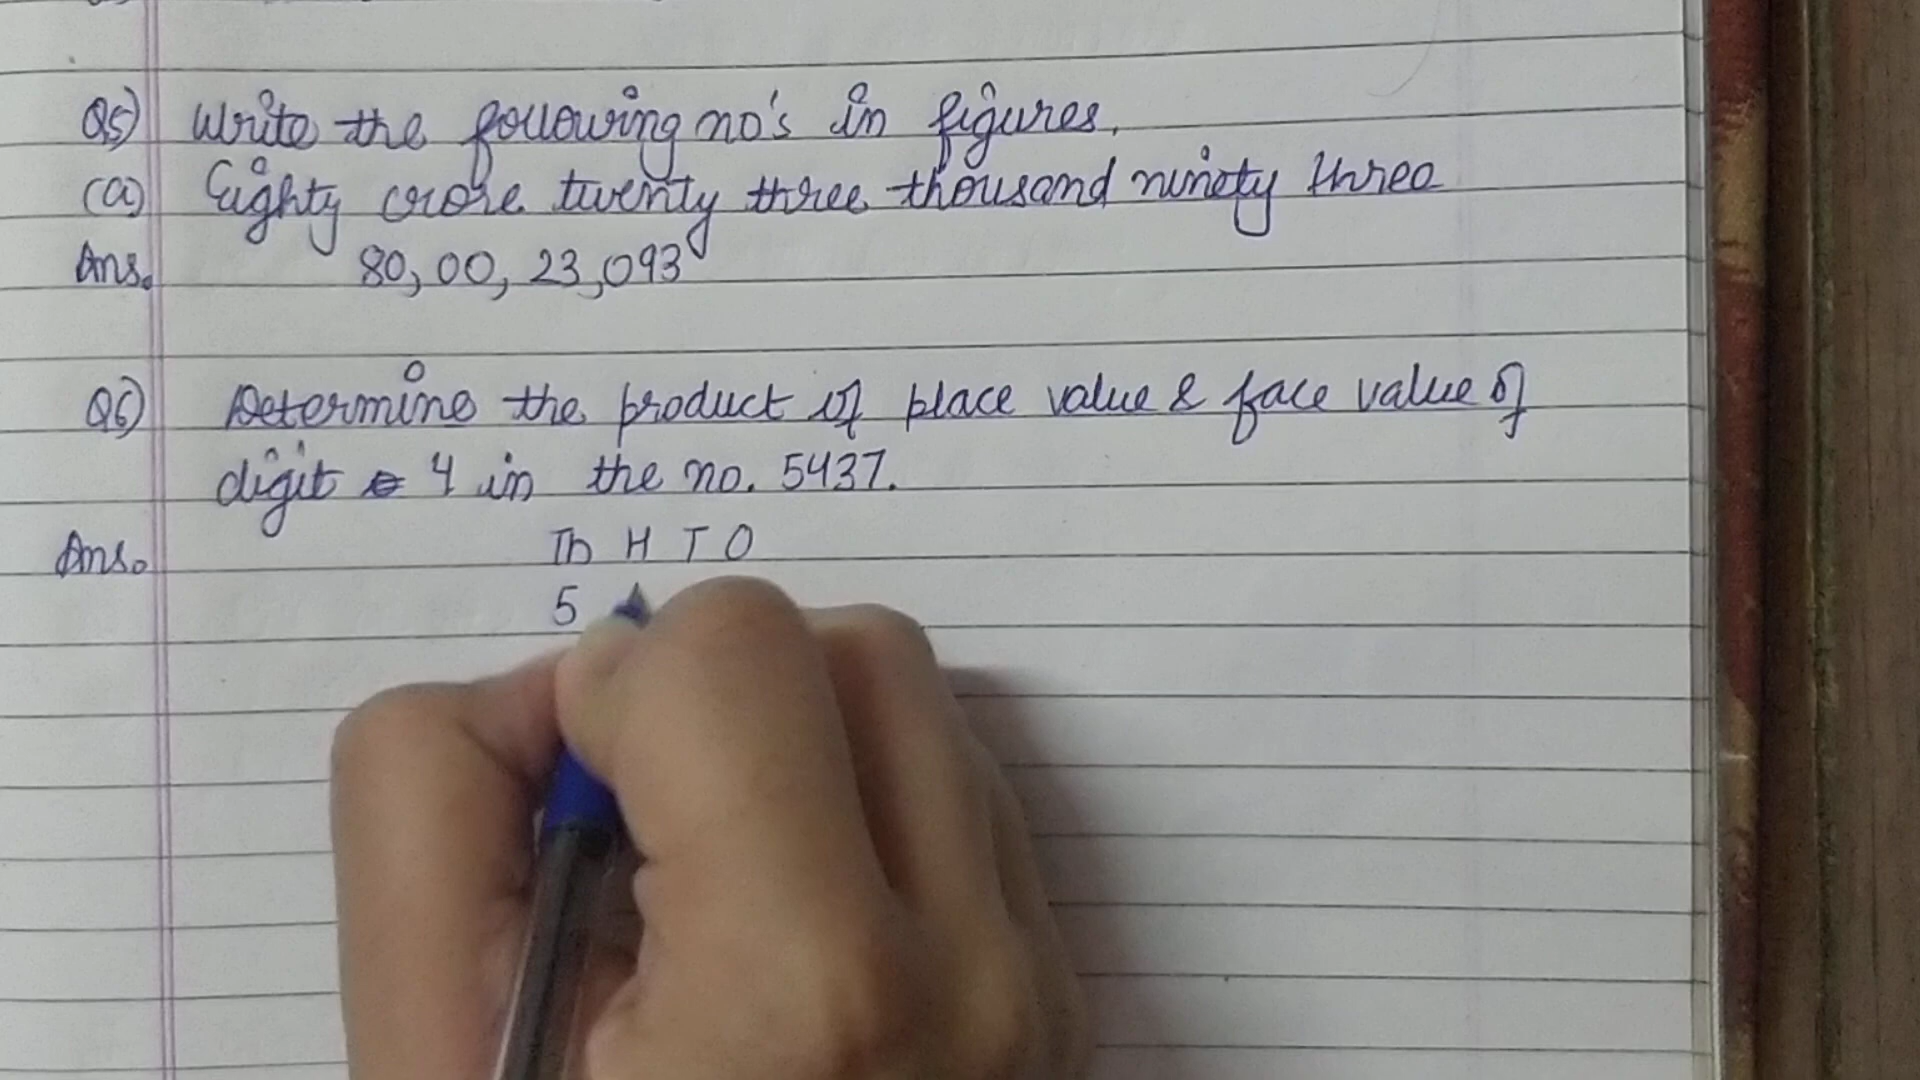 Q5) Write the following no's in figures.
(a) Eighty crore twenty three thousand ninety three
Ans. 80,00,23,093
Q6) Determine the product of place value & face value of
digit 4 in the no. 5437.
Ans. Th H T O
5